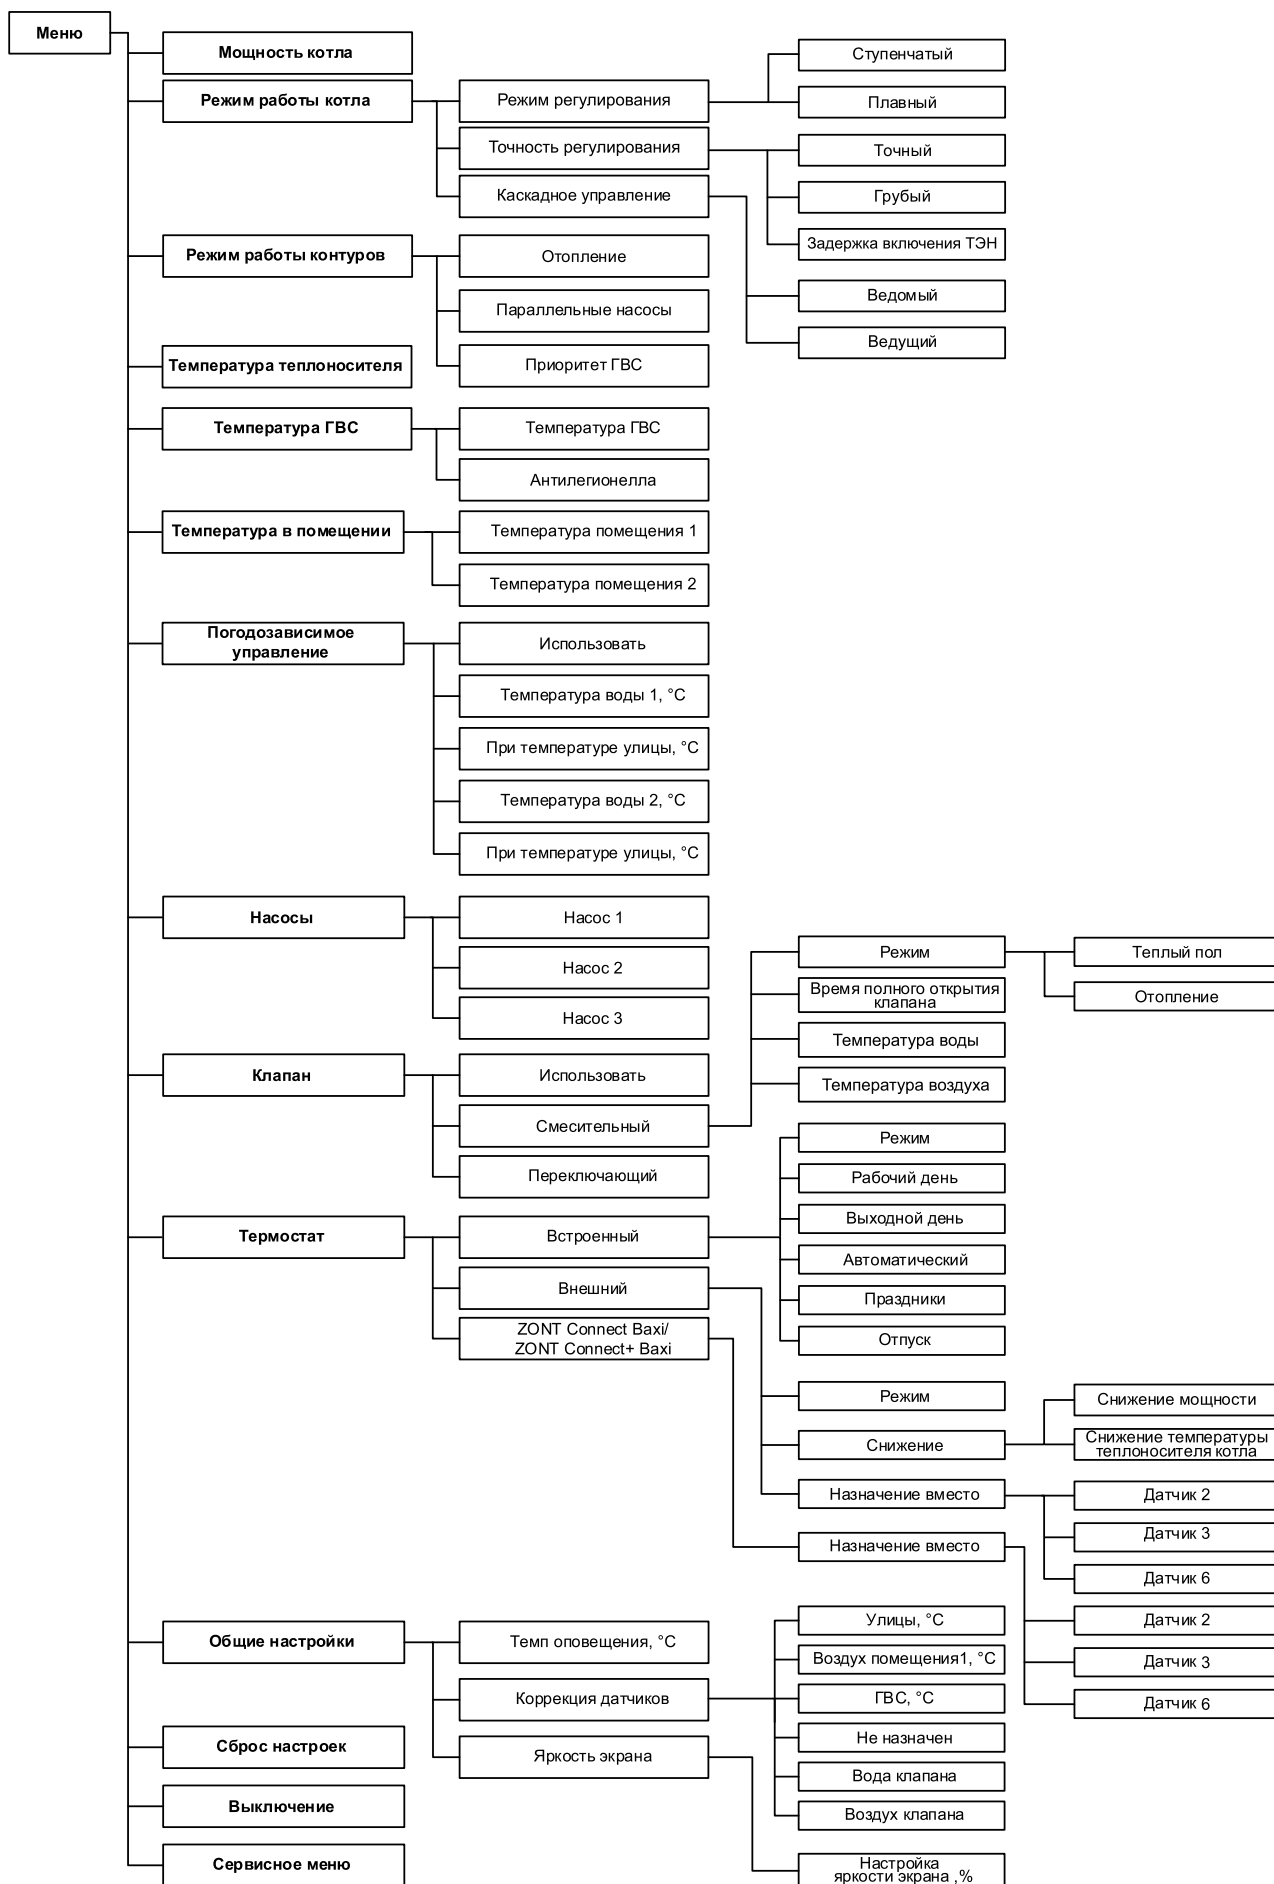 Меню
Мощность котла
Режим работы котла
Режим регулирования
Ступенчатый
Плавный
Точность регулирования
Точный
Грубый
Задержка включения ТЭН
Каскадное управление
Ведомый
Ведущий
Режим работы контуров
Отопление
Параллельные насосы
Приоритет ГВС
Температура теплоносителя
Температура ГВС
Температура ГВС
Антилегионелла
Температура в помещении
Температура помещения 1
Температура помещения 2
Погодозависимое
управление
Использовать
Температура воды 1, °С
При температуре улицы, °С
Температура воды 2, °С
При температуре улицы, °С
Насосы
Насос 1
Насос 2
Насос 3
Клапан
Использовать
Смесительный
Режим
Теплый пол
Отопление
Время полного открытия
клапана
Температура воды
Температура воздуха
Переключающий
Термостат
Встроенный
Режим
Рабочий день
Выходной день
Автоматический
Праздники
Отпуск
Внешний
Режим
Снижение
Снижение мощности
Снижение температуры
теплоносителя котла
Назначение вместо
Датчик 2
Датчик 3
Датчик 6
ZONT Connect Baxi/
ZONT Connect+ Baxi
Назначение вместо
Датчик 2
Датчик 3
Датчик 6
Общие настройки
Темп оповещения, °С
Коррекция датчиков
Улицы, °С
Воздух помещения1, °С
ГВС, °С
Не назначен
Вода клапана
Воздух клапана
Яркость экрана
Настройка
яркости экрана ,%
Сброс настроек
Выключение
Сервисное меню